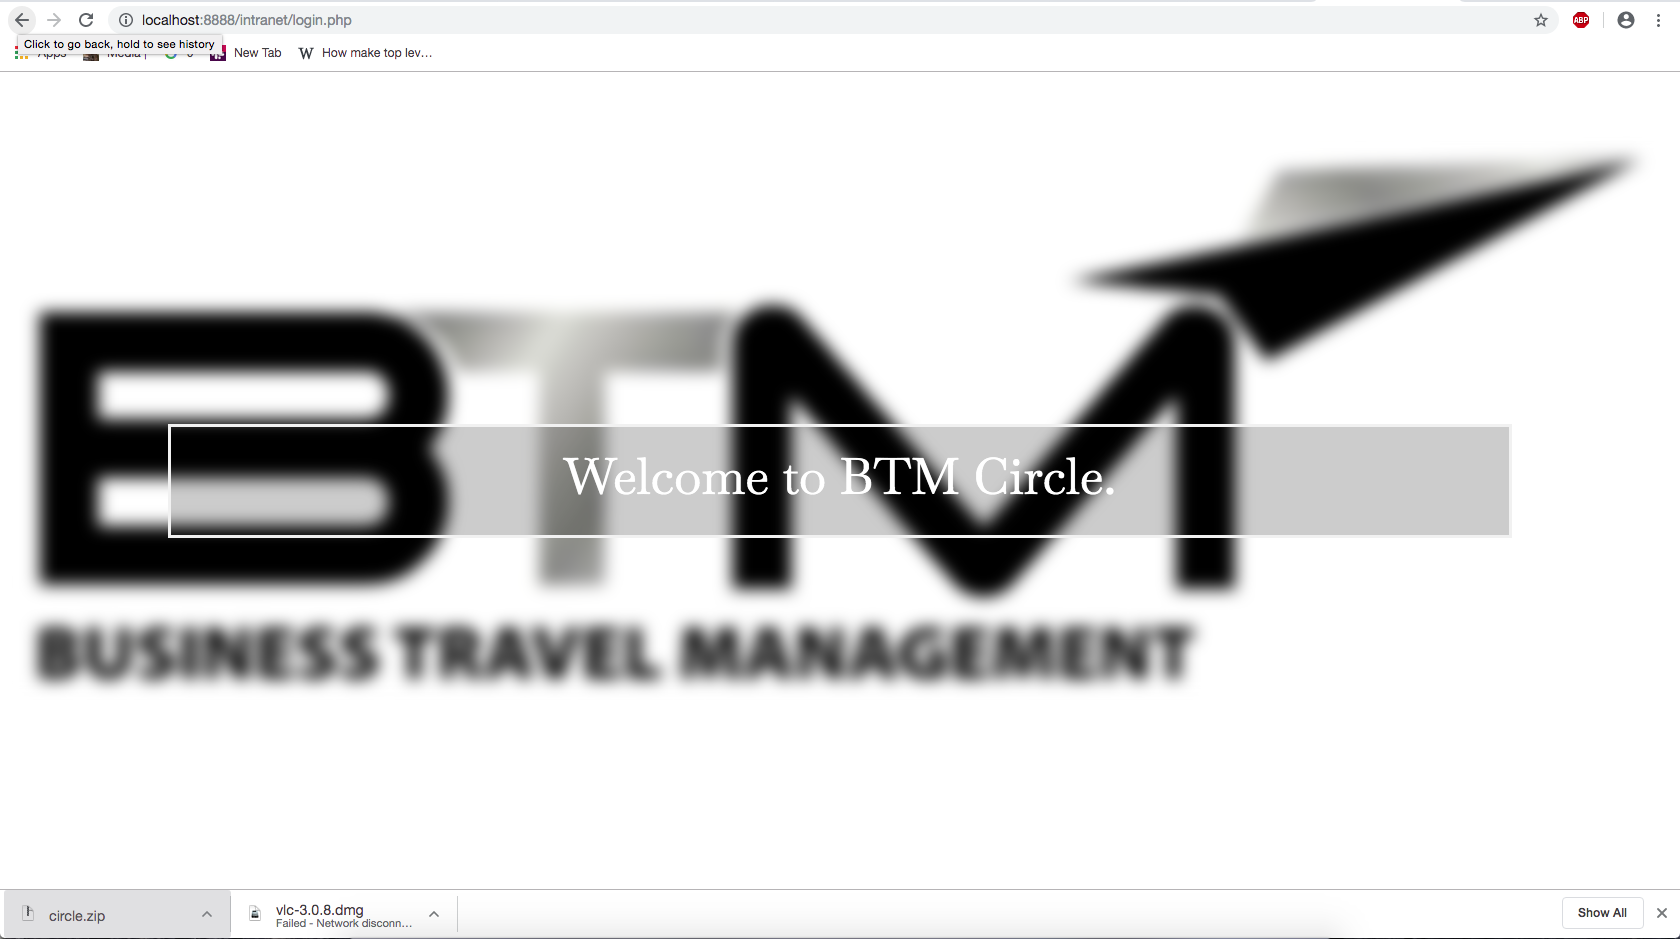 localhost:8888/intranet/login.php
ABP
Click to go back, hold to see history
Apps
Media |
New Tab
W How make top lev…
BTM
Welcome to BTM Circle.
BUSINESS TRAVEL MANAGEMENT
circle.zip
vlc-3.0.8.dmg
Failed - Network disconn…
Show All